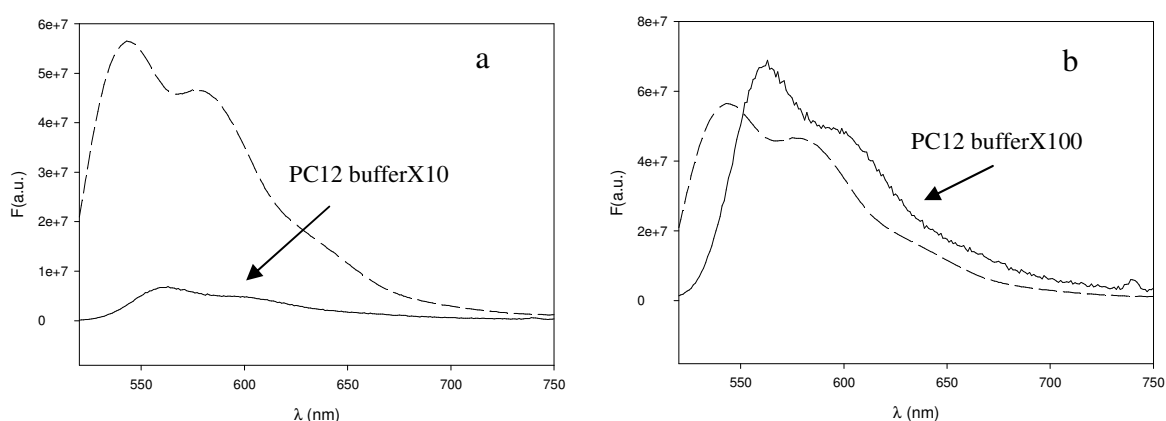 a
6e+7
5e+7
4e+7
3e+7
2e+7
1e+7
0
F(a.u.)
PC12 bufferX10
550 600 650 700 750
λ (nm)
b
8e+7
6e+7
4e+7
2e+7
0
F(a.u.)
PC12 bufferX100
550 600 650 700 750
λ (nm)